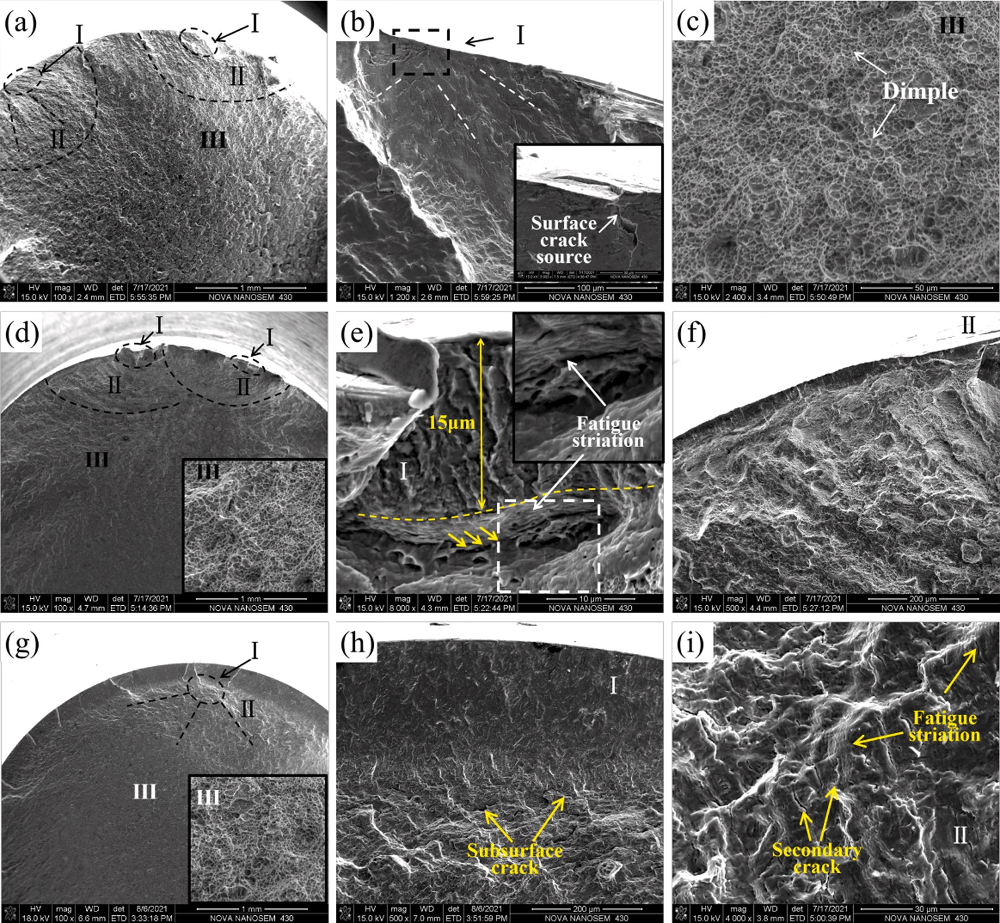 (a)
I
I
II
II
III
HV mag WD det 7/17/2021 1 mm
15.0 kV 100 x 2.4 mm ETD 5:55:35 PM NOVA NANOSEM 430
(b)
I
Surface
crack
source
HV mag WD det 7/17/2021 100 µm
15.0 kV 1 200 x 2.6 mm ETD 5:59:25 PM NOVA NANOSEM 430
(c)
III
Dimple
HV mag WD det 7/17/2021 50 µm
15.0 kV 2 400 x 3.4 mm ETD 5:50:49 PM NOVA NANOSEM 430
(d)
I
I
II
II
III
III
HV mag WD det 7/17/2021 1 mm
15.0 kV 100 x 4.7 mm ETD 5:14:36 PM NOVA NANOSEM 430
(e)
15µm
Fatigue
striation
I
HV mag WD det 7/17/2021 10 µm
15.0 kV 8 000 x 4.3 mm ETD 5:22:44 PM NOVA NANOSEM 430
(f)
II
HV mag WD det 7/17/2021 200 µm
15.0 kV 500 x 4.4 mm ETD 5:27:12 PM NOVA NANOSEM 430
(g)
I
II
III
III
HV mag WD det 8/6/2021 1 mm
18.0 kV 100 x 6.6 mm ETD 3:33:18 PM NOVA NANOSEM 430
(h)
I
Subsurface
crack
HV mag WD det 8/6/2021 200 µm
15.0 kV 500 x 7.0 mm ETD 3:51:59 PM NOVA NANOSEM 430
(i)
Fatigue
striation
Secondary
crack
II
HV mag WD det 7/17/2021 30 µm
15.0 kV 4 000 x 3.8 mm ETD 5:00:39 PM NOVA NANOSEM 430